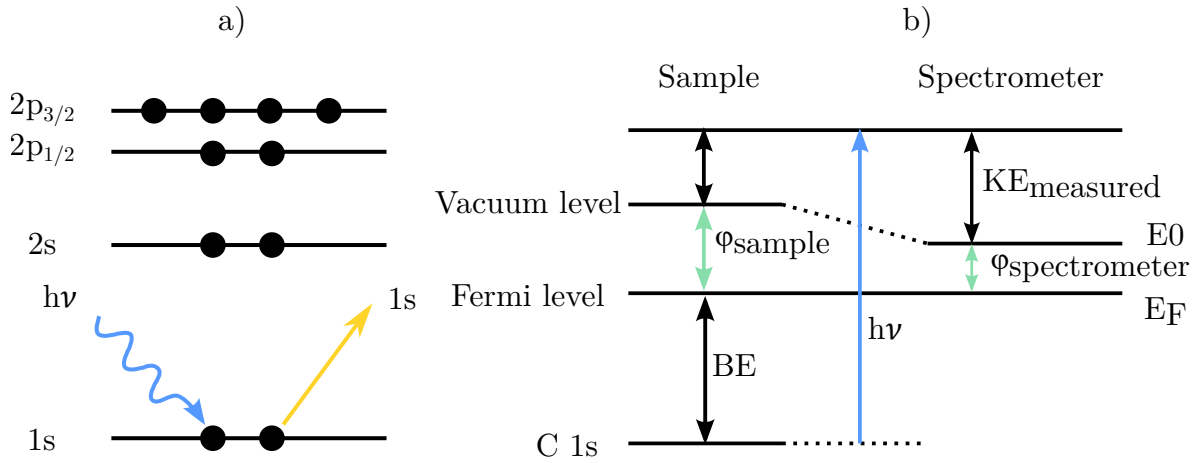 a)
2p3/2
2p1/2
2s
hν
1s
1s
b)
Sample
Spectrometer
KEmeasured
Vacuum level
φsample
E0
φspectrometer
Fermi level
EF
hν
BE
C 1s